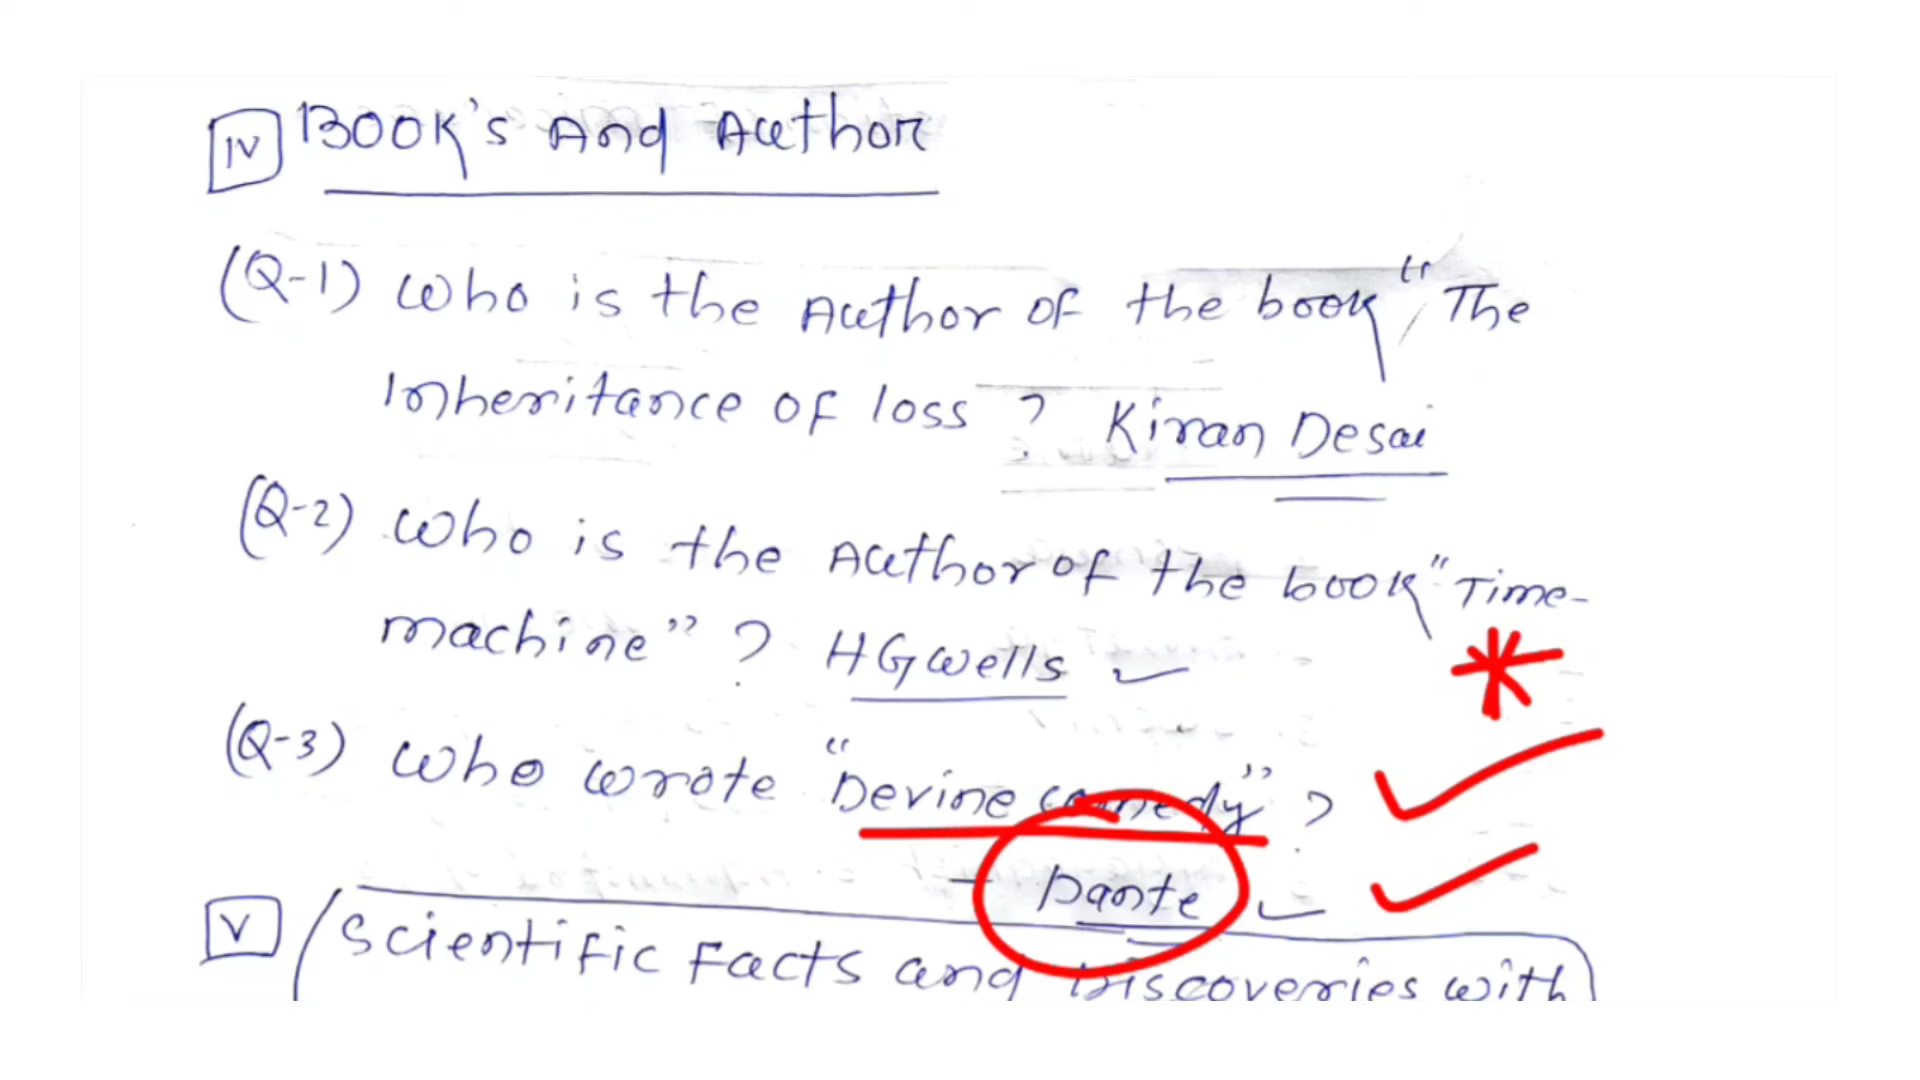 IV Book's And Author
(Q-1) Who is the Author of the book "The
Inheritance of loss ? Kiran Desai
(Q-2) Who is the Author of the book "Time-
machine" ? HG Wells
(Q-3) Who wrote "Devine comedy" ?
- Dante
V Scientific Facts and Discoveries with